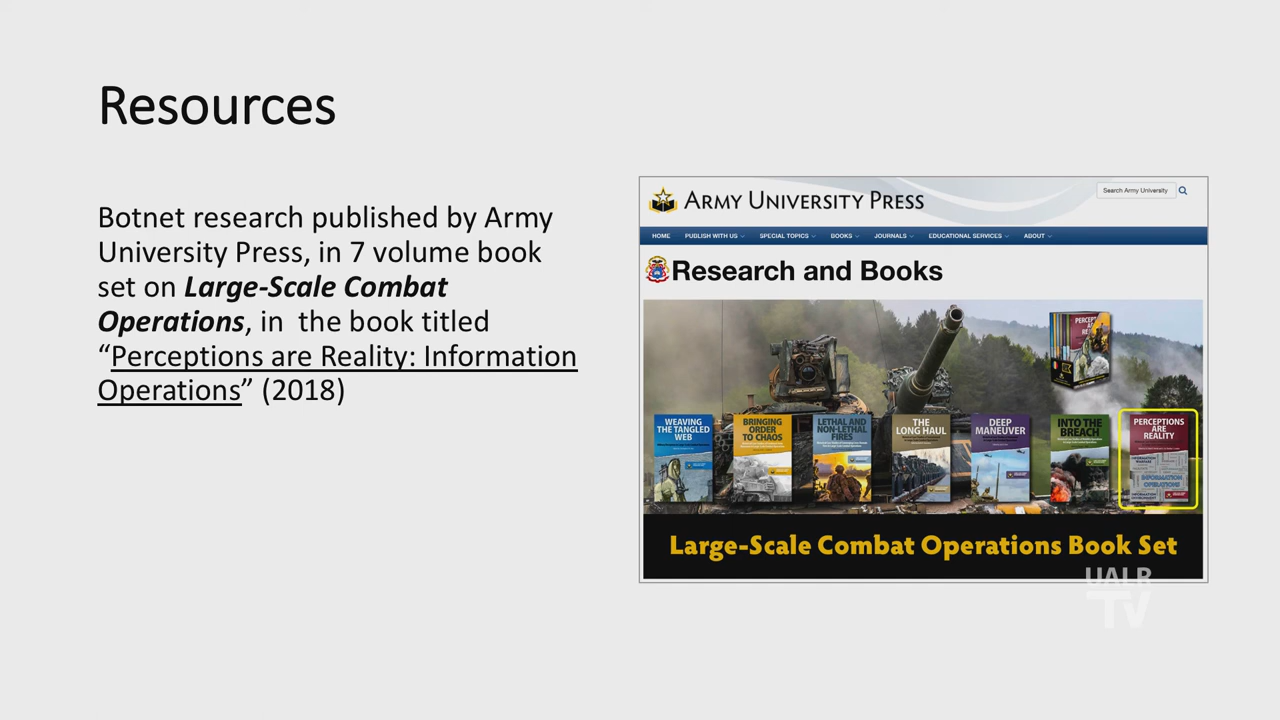 Resources
Botnet research published by Army
University Press, in 7 volume book
set on Large-Scale Combat
Operations, in the book titled
“Perceptions are Reality: Information
Operations” (2018)
ARMY UNIVERSITY PRESS
Search Army University
HOME PUBLISH WITH US SPECIAL TOPICS BOOKS JOURNALS EDUCATIONAL SERVICES ABOUT
Research and Books
WEAVING
THE TANGLED
WEB
BRINGING
ORDER
TO CHAOS
LETHAL AND
NON-LETHAL
FIRES
THE
LONG HAUL
DEEP
MANEUVER
INTO THE
BREACH
PERCEPTIONS
ARE
REALITY
INFORMATION
OPERATIONS
Large-Scale Combat Operations Book Set
UALR
TV